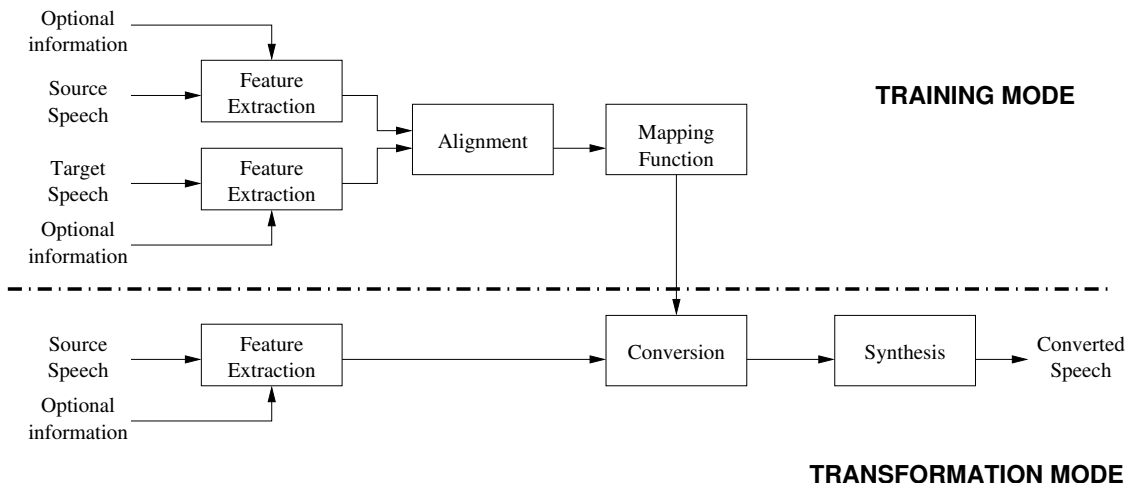 Optional
information
Source
Speech
Feature
Extraction
TRAINING MODE
Alignment
Mapping
Function
Target
Speech
Feature
Extraction
Optional
information
Source
Speech
Feature
Extraction
Conversion
Synthesis
Converted
Speech
Optional
information
TRANSFORMATION MODE